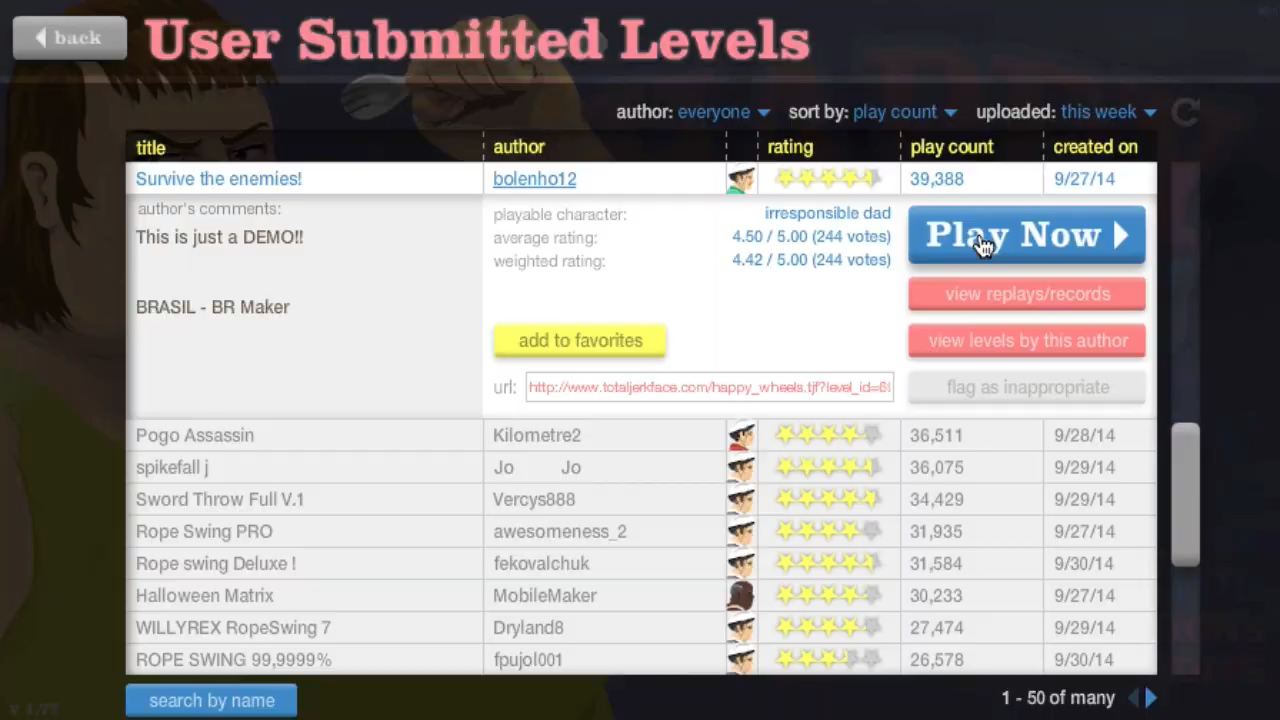 back
User Submitted Levels
author: everyone sort by: play count uploaded: this week
title author rating play count created on
Survive the enemies! bolenho12 39,388 9/27/14
author's comments:
This is just a DEMO!!
BRASIL - BR Maker
playable character: irresponsible dad
average rating: 4.50 / 5.00 (244 votes)
weighted rating: 4.42 / 5.00 (244 votes)
add to favorites
url: http://www.totaljerkface.com/happy_wheels.tjf?level_id=6
Play Now
view replays/records
view levels by this author
flag as inappropriate
Pogo Assassin Kilometre2 36,511 9/28/14
spikefall j Jo Jo 36,075 9/29/14
Sword Throw Full V.1 Vercys888 34,429 9/29/14
Rope Swing PRO awesomeness_2 31,935 9/27/14
Rope swing Deluxe ! fekovalchuk 31,584 9/30/14
Halloween Matrix MobileMaker 30,233 9/27/14
WILLYREX RopeSwing 7 Dryland8 27,474 9/29/14
ROPE SWING 99,9999% fpujol001 26,578 9/30/14
search by name
1 - 50 of many